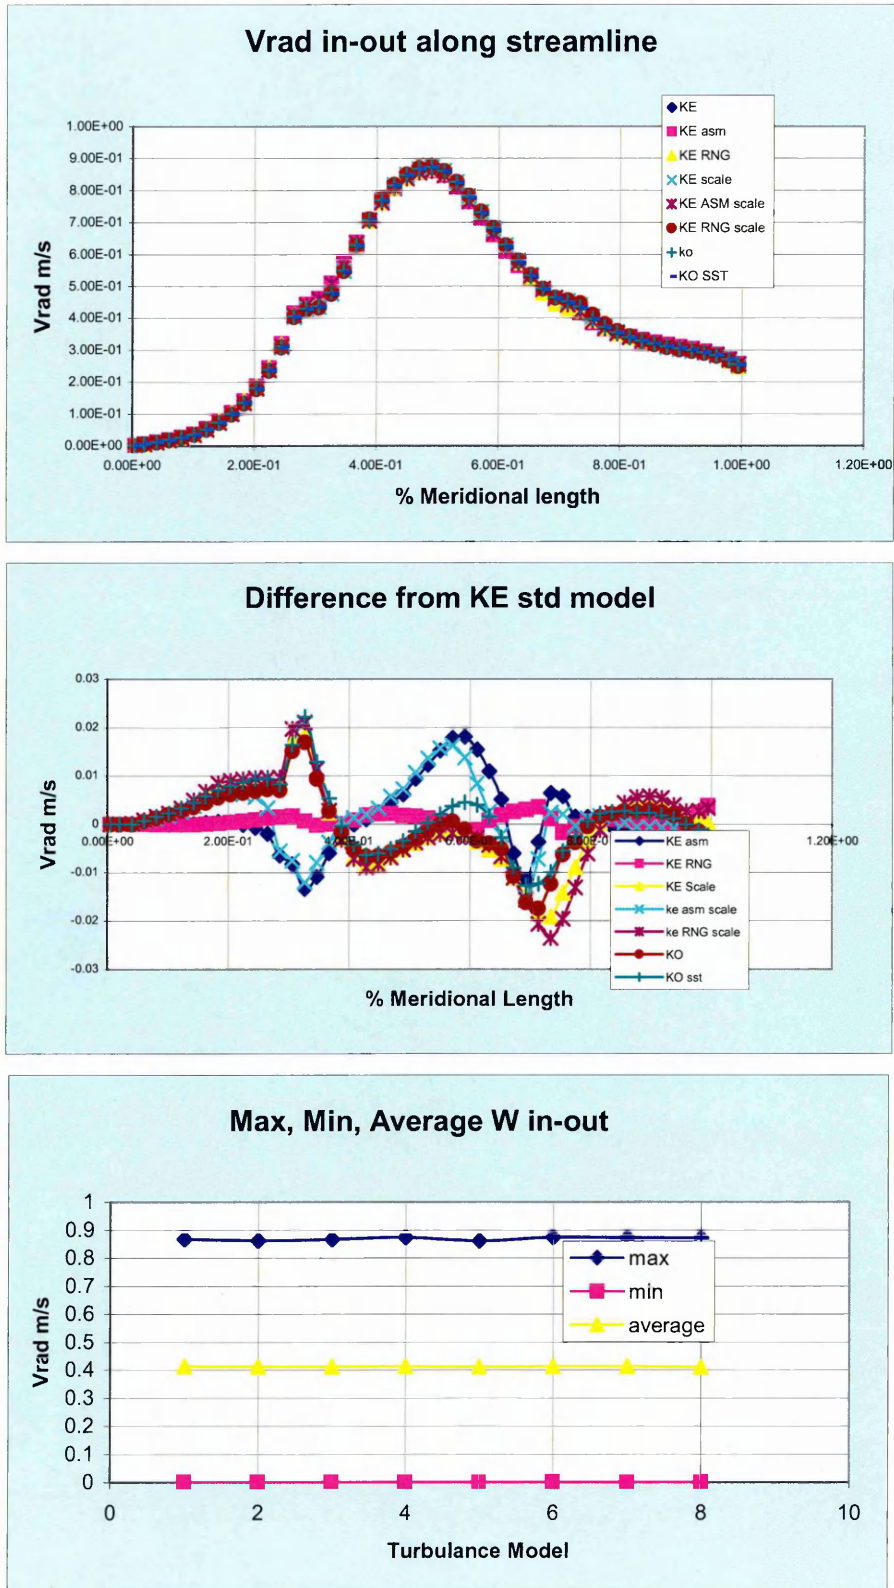 Vrad in-out along streamline
KE
KE asm
KE RNG
KE scale
KE ASM scale
KE RNG scale
ko
KO SST
1.00E+00
9.00E-01
8.00E-01
7.00E-01
6.00E-01
5.00E-01
4.00E-01
3.00E-01
2.00E-01
1.00E-01
0.00E+00
Vrad m/s
0.00E+00 2.00E-01 4.00E-01 6.00E-01 8.00E-01 1.00E+00 1.20E+00
% Meridional length
Difference from KE std model
0.03
0.02
0.01
0
-0.01
-0.02
-0.03
Vrad m/s
0.00E+00 2.00E-01 4.00E-01 1.20E+00
KE asm
KE RNG
KE Scale
ke asm scale
ke RNG scale
KO
KO sst
% Meridional Length
Max, Min, Average W in-out
1
0.9
0.8
0.7
0.6
0.5
0.4
0.3
0.2
0.1
0
Vrad m/s
max
min
average
0 2 4 6 8 10
Turbulance Model